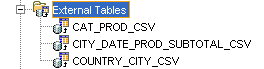 External Tables
CAT_PROD_CSV
CITY_DATE_PROD_SUBTOTAL_CSV
COUNTRY_CITY_CSV